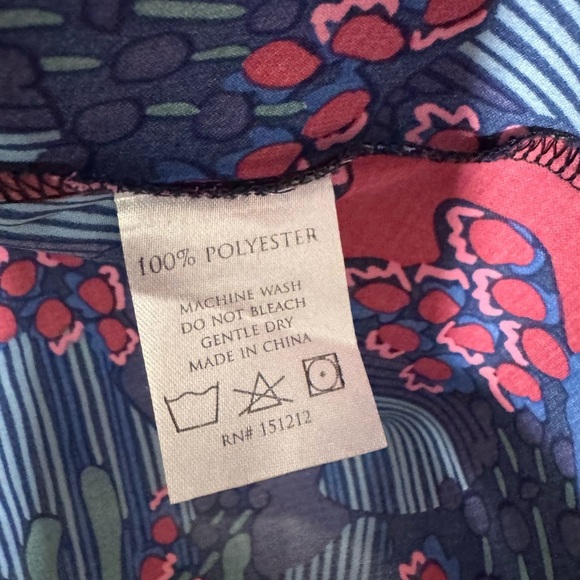 100% POLYESTER
MACHINE WASH
DO NOT BLEACH
GENTLE DRY
MADE IN CHINA
RN# 151212